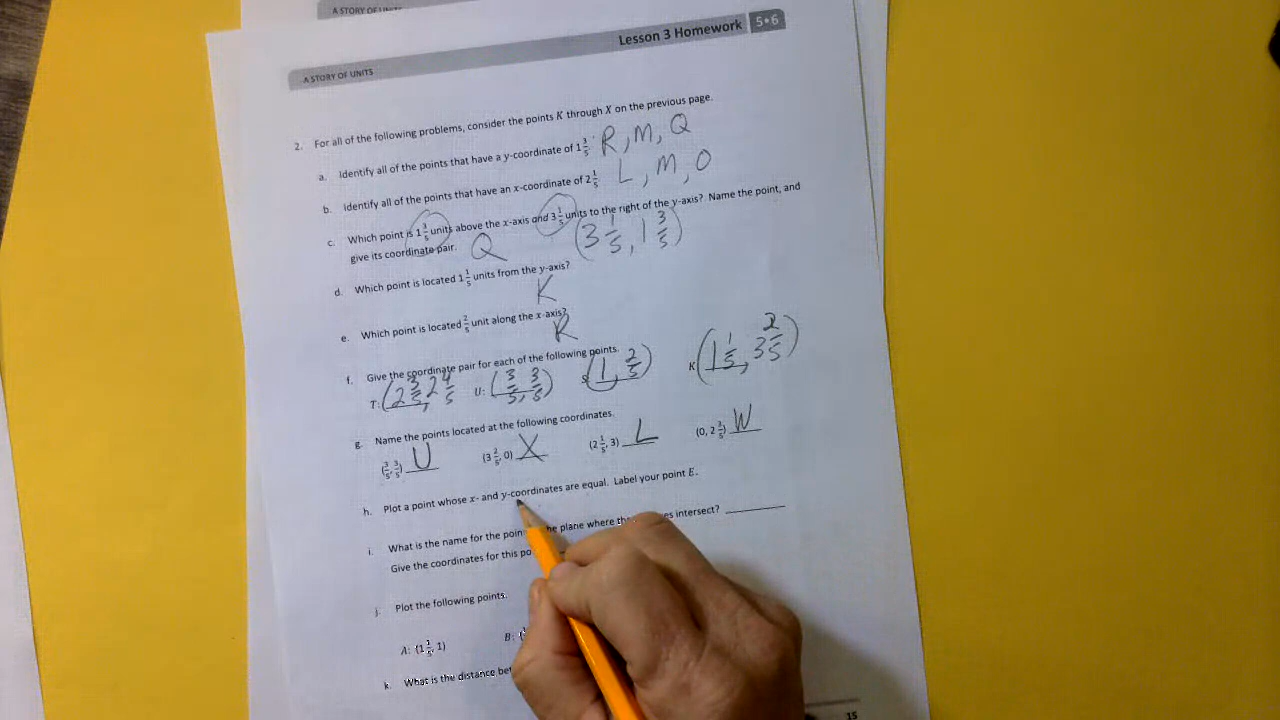 A STORY OF UNITS
Lesson 3 Homework 5•6
A STORY OF UNITS
2. For all of the following problems, consider the points K through X on the previous page.
a. Identify all of the points that have a y-coordinate of 1 3/5. R, M, Q
b. Identify all of the points that have an x-coordinate of 2 1/5. L, M, O
c. Which point is 1 3/5 units above the x-axis and 3 1/5 units to the right of the y-axis? Name the point, and
give its coordinate pair. Q (3 1/5, 1 3/5)
d. Which point is located 1 1/5 units from the y-axis?
K
e. Which point is located 2/5 unit along the x-axis?
R
f. Give the coordinate pair for each of the following points.
T: (2 3/5, 2 4/5 U: (3/5, 3/5) S (1, 2/5) K (1 1/5, 3 2/5)
g. Name the points located at the following coordinates.
(3/5, 3/5) U (3 2/5, 0) X (2 1/5, 3) L (0, 2 3/5) W
h. Plot a point whose x- and y-coordinates are equal. Label your point E.
i. What is the name for the plane where intersect?
Give the coordinates for this
j. Plot the following points.
A: (1 1/5, 1) B:
k. What is the distance
15